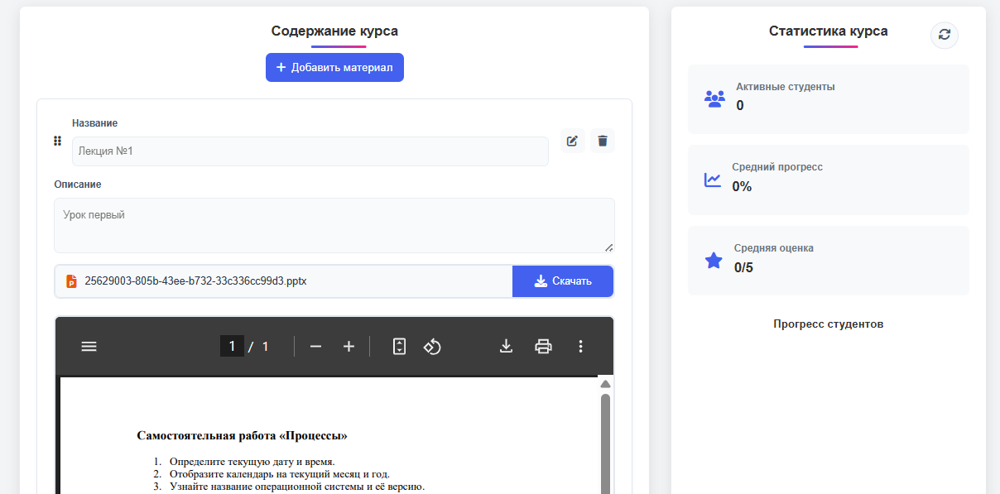 Содержание курса
Добавить материал
Название
Лекция №1
Описание
Урок первый
25629003-805b-43ee-b732-33c336cc99d3.pptx
Скачать
1 / 1
Самостоятельная работа «Процессы»
1. Определите текущую дату и время.
2. Отобразите календарь на текущий месяц и год.
3. Узнайте название операционной системы и её версию.
Статистика курса
Активные студенты
0
Средний прогресс
0%
Средняя оценка
0/5
Прогресс студентов